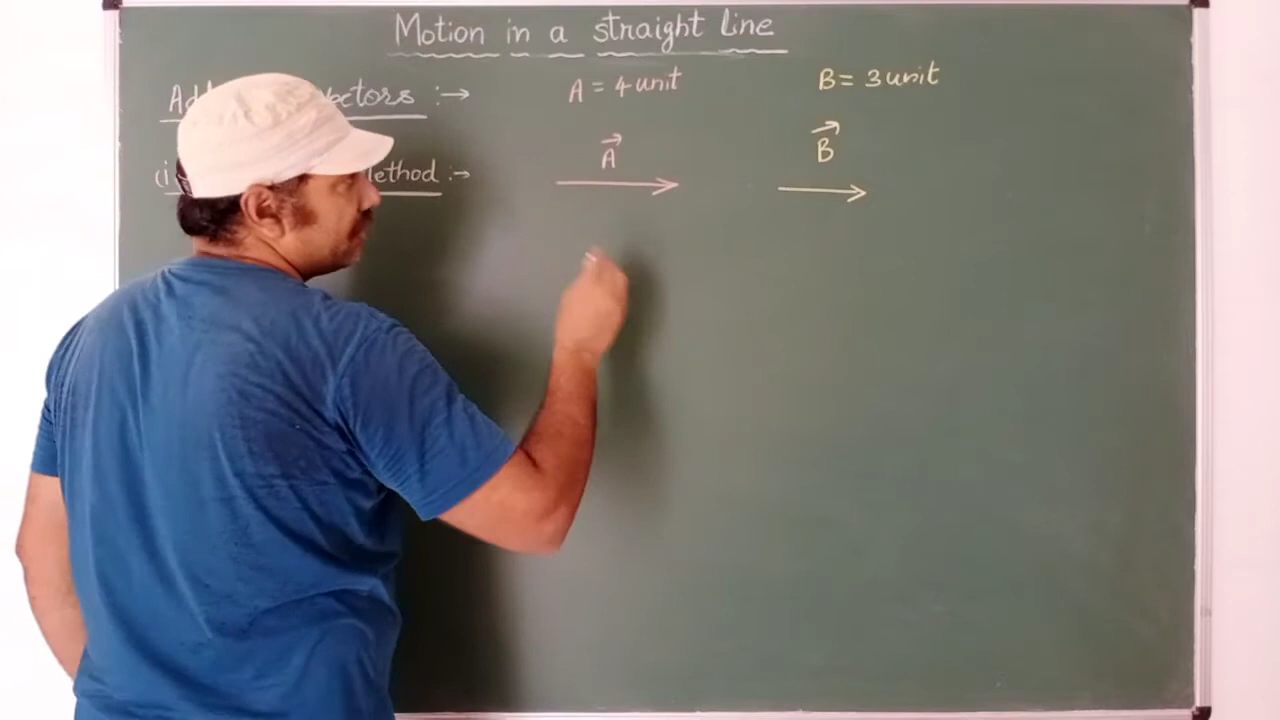 Motion in a straight Line
:→
A = 4 unit
B = 3 unit
A⃗
B⃗
:-